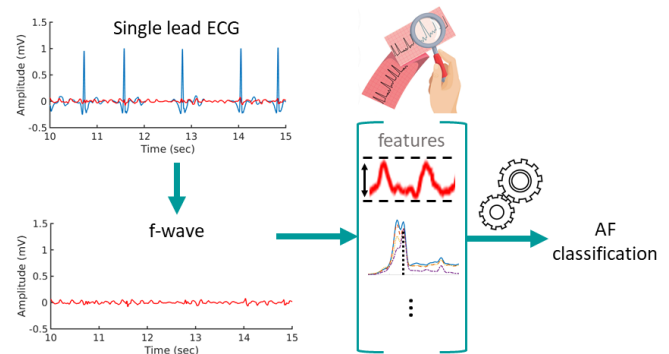 Single lead ECG
1.5
1
0.5
0
-0.5
Amplitude (mV)
10 11 12 13 14 15
Time (sec)
f-wave
1.5
1
0.5
0
-0.5
Amplitude (mV)
10 11 12 13 14 15
Time (sec)
features
AF
classification